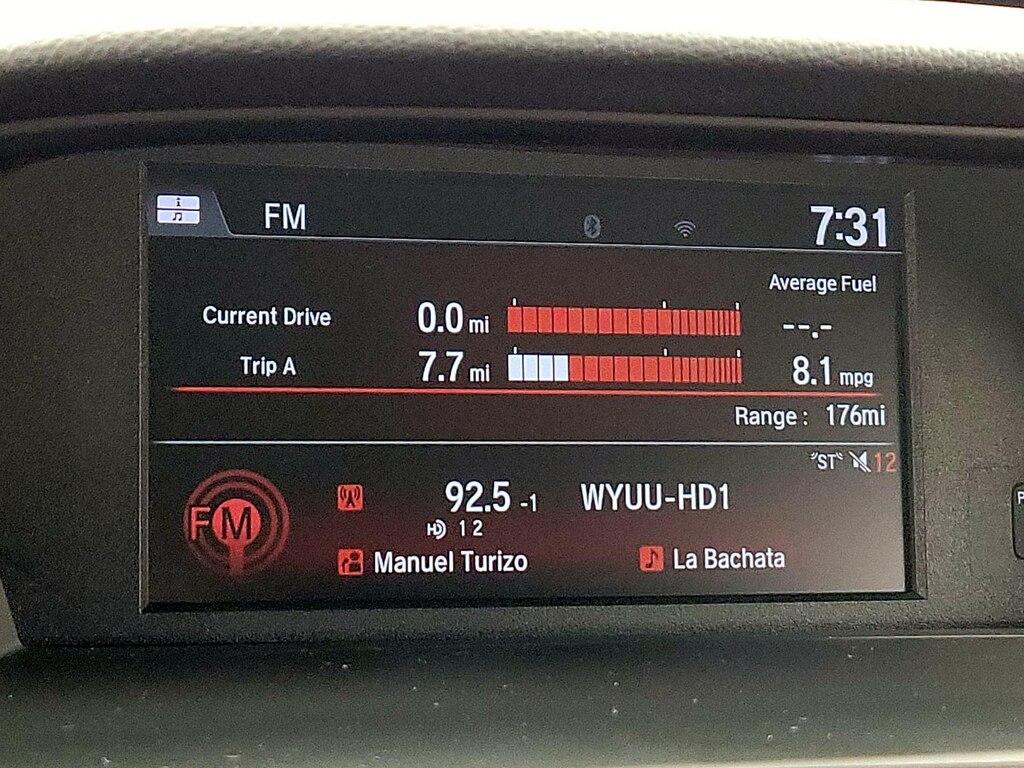 FM 7:31
Average Fuel
Current Drive 0.0 mi --.-
Trip A 7.7 mi 8.1 mpg
Range : 176mi
"ST" 12
FM 92.5 -1 WYUU-HD1
HD 1 2
Manuel Turizo La Bachata
P